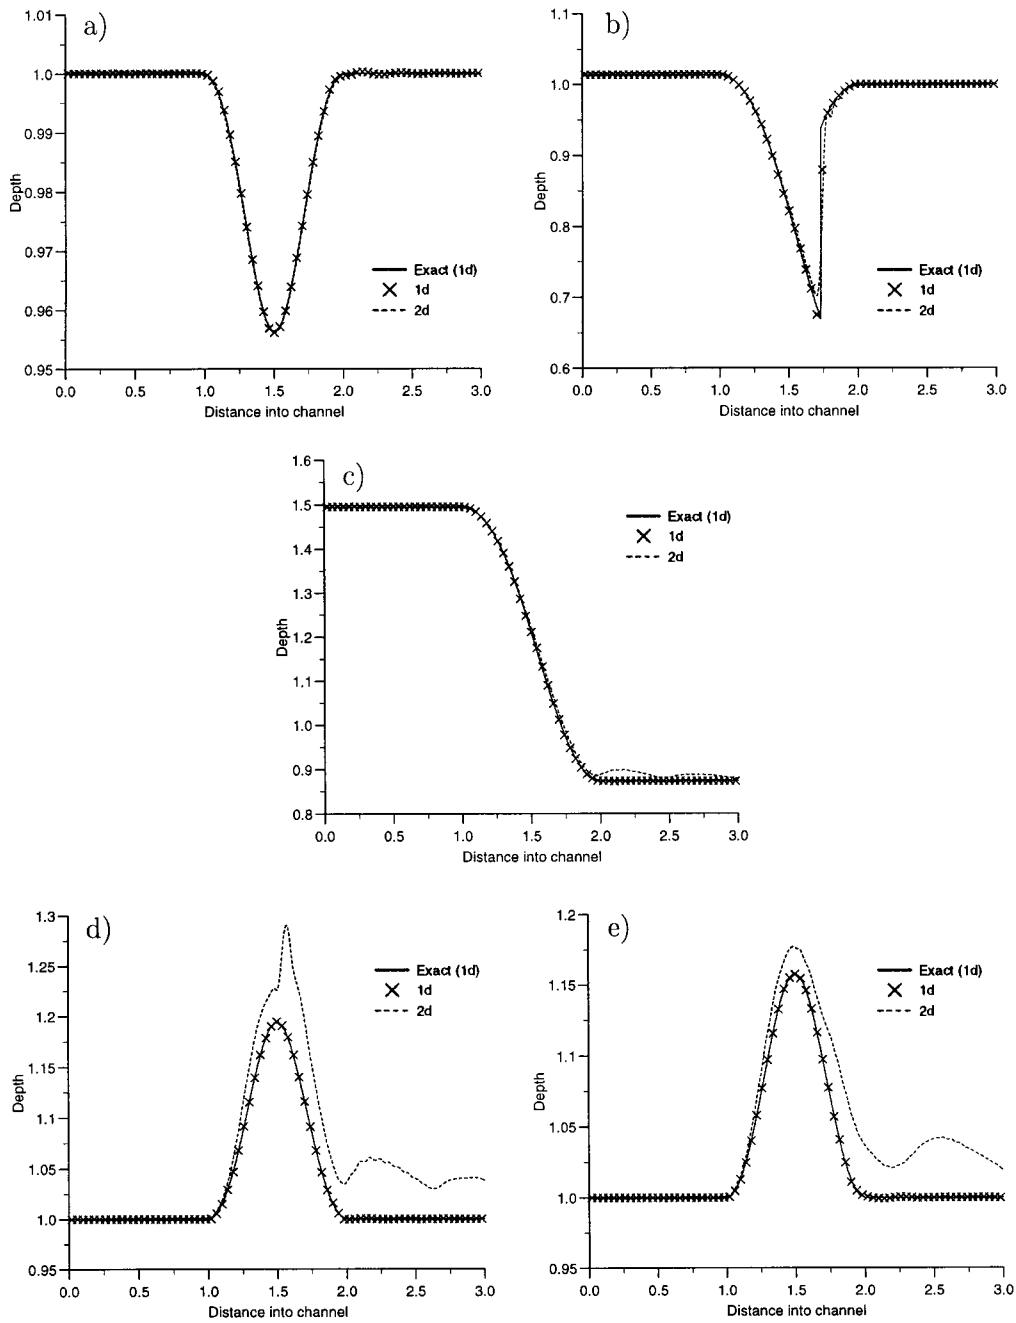 a)
1.01
1.0
0.99
0.98
0.97
0.96
0.95
Depth
Exact (1d)
1d
2d
0.0 0.5 1.0 1.5 2.0 2.5 3.0
Distance into channel
b)
1.1
1.0
0.9
0.8
0.7
0.6
Depth
Exact (1d)
1d
2d
0.0 0.5 1.0 1.5 2.0 2.5 3.0
Distance into channel
c)
1.6
1.5
1.4
1.3
1.2
1.1
1.0
0.9
0.8
Depth
Exact (1d)
1d
2d
0.0 0.5 1.0 1.5 2.0 2.5 3.0
Distance into channel
d)
1.3
1.25
1.2
1.15
1.1
1.05
1.0
0.95
Depth
Exact (1d)
1d
2d
0.0 0.5 1.0 1.5 2.0 2.5 3.0
Distance into channel
e)
1.2
1.15
1.1
1.05
1.0
0.95
Depth
Exact (1d)
1d
2d
0.0 0.5 1.0 1.5 2.0 2.5 3.0
Distance into channel